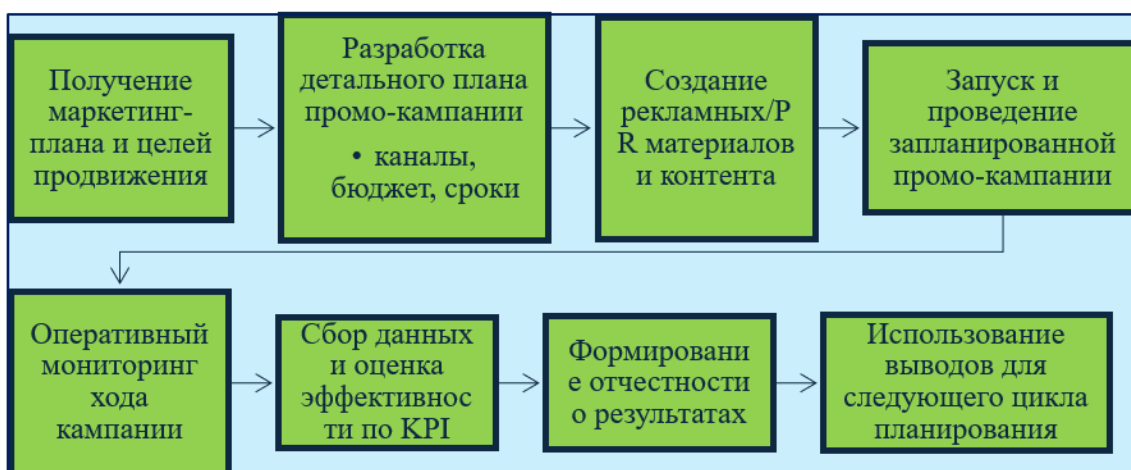 Получение
маркетинг-
плана и целей
продвижения
Разработка
детального плана
промо-кампании
• каналы,
бюджет, сроки
Создание
рекламных/P
R материалов
и контента
Запуск и
проведение
запланированной
промо-кампании
Оперативный
мониторинг
хода
кампании
Сбор данных
и оценка
эффективнос
ти по KPI
Формировани
е отчестности
о результатах
Использование
выводов для
следующего цикла
планирования